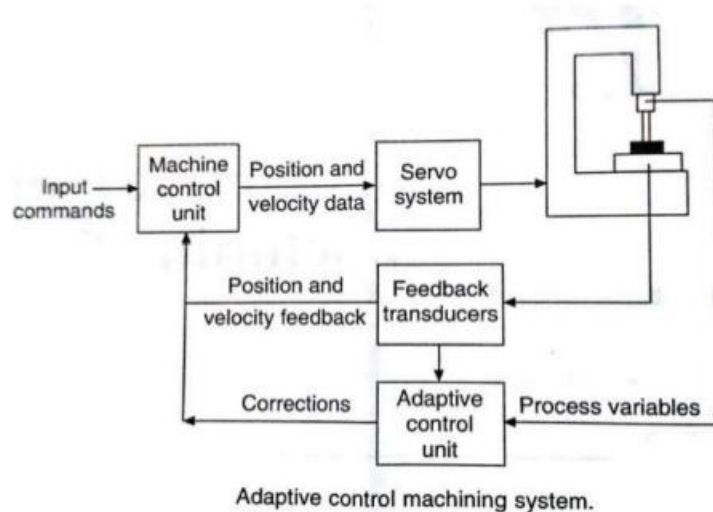 Machine
control
unit
Input
commands
Position and
velocity data
Servo
system
Position and
velocity feedback
Feedback
transducers
Corrections
Adaptive
control
unit
Process variables
Adaptive control machining system.